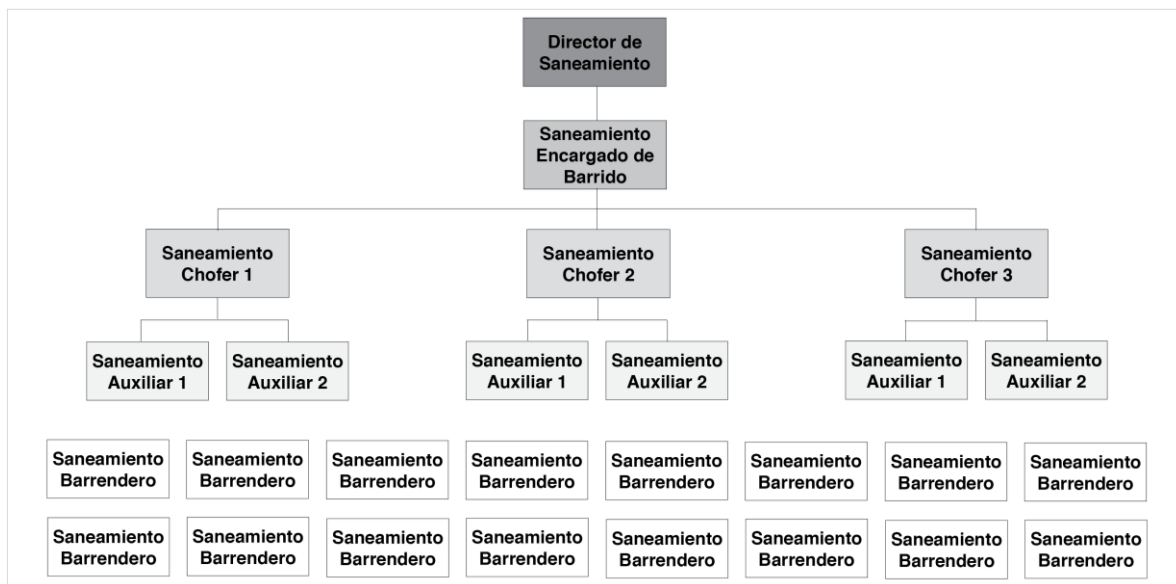 Director de
Saneamiento
Saneamiento
Encargado de
Barrido
Saneamiento
Chofer 1
Saneamiento
Chofer 2
Saneamiento
Chofer 3
Saneamiento
Auxiliar 1
Saneamiento
Auxiliar 2
Saneamiento
Auxiliar 1
Saneamiento
Auxiliar 2
Saneamiento
Auxiliar 1
Saneamiento
Auxiliar 2
Saneamiento
Barrendero
Saneamiento
Barrendero
Saneamiento
Barrendero
Saneamiento
Barrendero
Saneamiento
Barrendero
Saneamiento
Barrendero
Saneamiento
Barrendero
Saneamiento
Barrendero
Saneamiento
Barrendero
Saneamiento
Barrendero
Saneamiento
Barrendero
Saneamiento
Barrendero
Saneamiento
Barrendero
Saneamiento
Barrendero
Saneamiento
Barrendero
Saneamiento
Barrendero